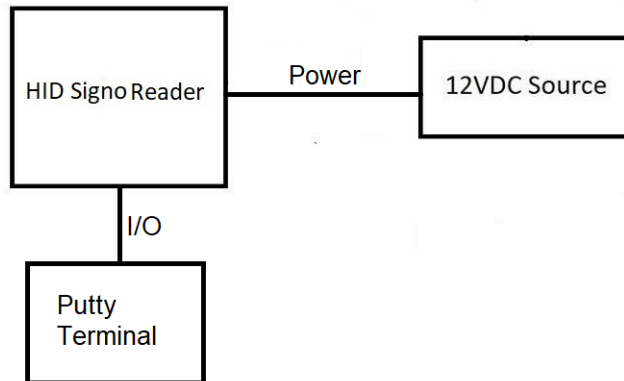 HID Signo Reader
Power
12VDC Source
I/O
Putty
Terminal